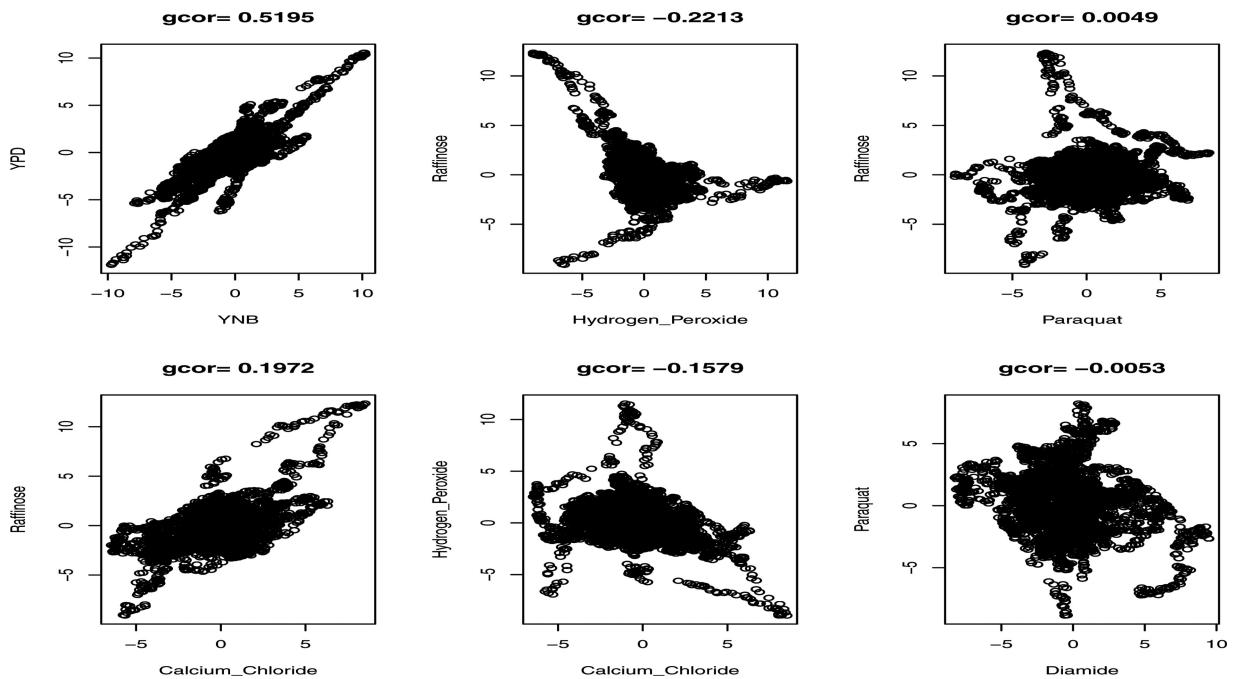 gcor= 0.5195
gcor= −0.2213
gcor= 0.0049
YPD
10
5
0
−5
−10
−10 −5 0 5 10
YNB
Raffinose
10
5
0
−5
−5 0 5 10
Hydrogen_Peroxide
Raffinose
10
5
0
−5
−5 0 5
Paraquat
gcor= 0.1972
gcor= −0.1579
gcor= −0.0053
Raffinose
10
5
0
−5
−5 0 5
Calcium_Chloride
Hydrogen_Peroxide
10
5
0
−5
−5 0 5
Calcium_Chloride
Paraquat
5
0
−5
−5 0 5 10
Diamide